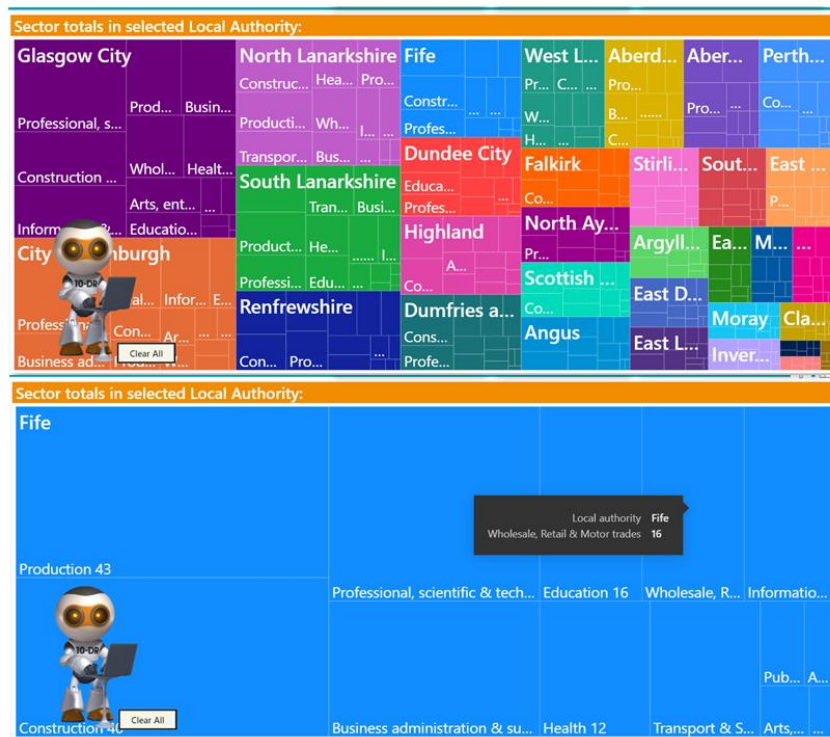 Sector totals in selected Local Authority:
Glasgow City
Professional, s...
Construction ...
Prod...
Busin...
Whol...
Healt...
Arts, ent...
...
Educatio...
City
nburgh
10-DR
Infor...
E...
Con...
Ar...
Business ad...
Clear All
North Lanarkshire
Construc...
Hea...
Pro...
Producti...
Wh...
I...
...
Transpor...
Bus...
South Lanarkshire
Tran...
Busi...
Product...
He...
......
I...
Professi...
Edu...
...
Renfrewshire
Con...
Pro...
...
Fife
Constr...
...
...
Profes...
Dundee City
Educa...
Profes...
...
Highland
A...
Co...
Dumfries a...
Cons...
Profe...
West L...
Pr...
C...
...
W...
H...
Aberd...
Pro...
B...
......
C...
Aber...
Pro...
...
Perth...
Co...
...
Falkirk
Co...
North Ay...
Pr...
Scottish ...
Co...
Angus
Stirli...
Sout...
East ...
P...
Argyll...
Ea...
M...
...
East D...
East L...
Moray
Cla...
Inver...
Sector totals in selected Local Authority:
Fife
Production 43
10-DR
Clear All
Professional, scientific & tech...
Education 16
Wholesale, R...
Informatio...
Local authority Fife
Wholesale, Retail & Motor trades 16
Business administration & su...
Health 12
Transport & S...
Pub...
A...
Arts,...
...